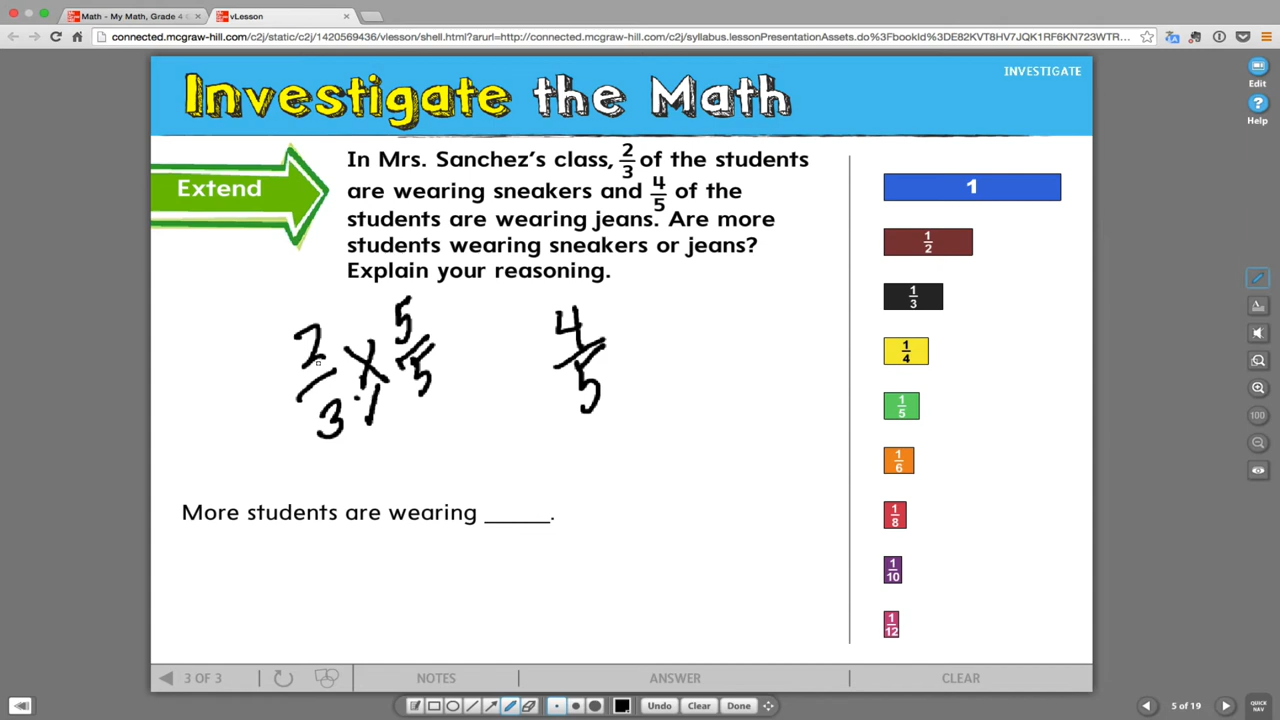 Math - My Math, Grade 4
vLesson
connected.mcgraw-hill.com/c2j/static/c2j/1420569436/vlesson/shell.html?arurl=http://connected.mcgraw-hill.com/c2j/syllabus.lessonPresentationAssets.do%3FbookId%3DE82KVT8HV7JQK1RF6KN723WTR...
Investigate the Math
INVESTIGATE
Edit
Help
Extend
In Mrs. Sanchez's class, 2/3 of the students
are wearing sneakers and 4/5 of the
students are wearing jeans. Are more
students wearing sneakers or jeans?
Explain your reasoning.
2/3 x 5/5
4/5
More students are wearing _____.
1
1/2
1/3
1/4
1/5
1/6
1/8
1/10
1/12
100
3 OF 3
NOTES
ANSWER
CLEAR
Undo
Clear
Done
5 of 19
QUICK
NAV